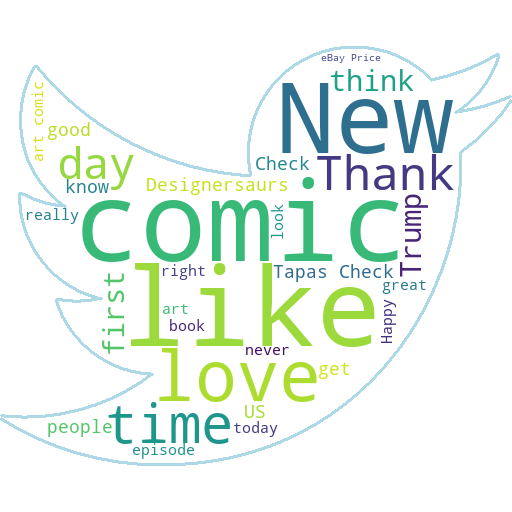 eBay Price
think
New
art comic
good
day
Check
Thank
know
Designersaurs
really
comic
look
Trump
right
Tapas Check
great
first
like
art
book
Happy
never
love
get
time
US
people
today
episode